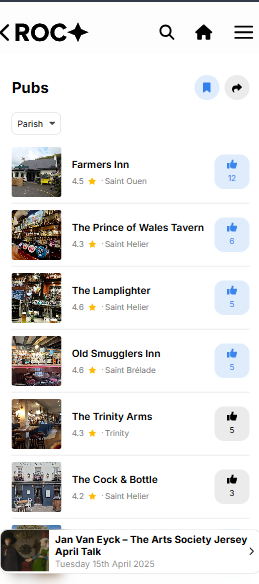 ROC
Pubs
Parish
Farmers Inn
4.5 ★ · Saint Ouen
12
The Prince of Wales Tavern
4.3 ★ · Saint Helier
6
The Lamplighter
4.6 ★ · Saint Helier
5
Old Smugglers Inn
4.6 ★ · Saint Brélade
5
The Trinity Arms
4.3 ★ · Trinity
5
The Cock & Bottle
4.2 ★ · Saint Helier
3
Jan Van Eyck – The Arts Society Jersey
April Talk
Tuesday 15th April 2025